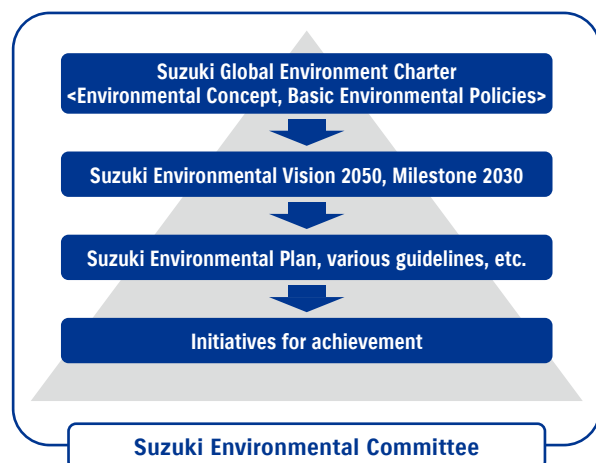 Suzuki Global Environment Charter
<Environmental Concept, Basic Environmental Policies>
Suzuki Environmental Vision 2050, Milestone 2030
Suzuki Environmental Plan, various guidelines, etc.
Initiatives for achievement
Suzuki Environmental Committee